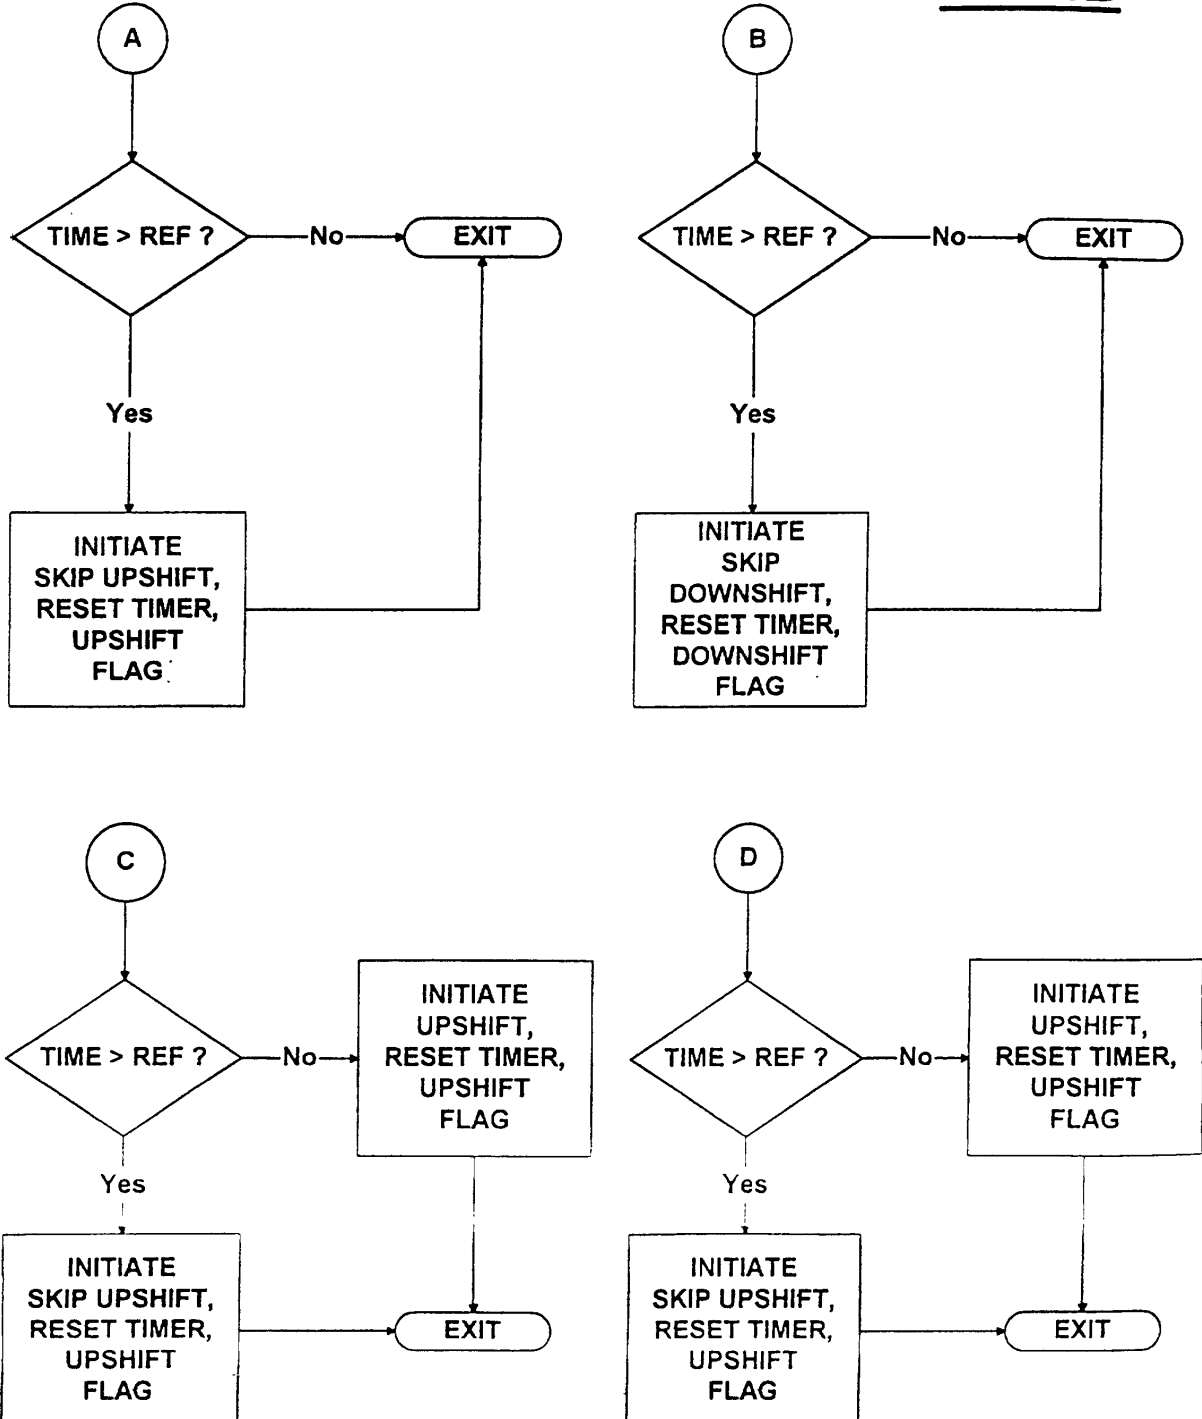 A
TIME > REF ?
No
EXIT
Yes
INITIATE
SKIP UPSHIFT,
RESET TIMER,
UPSHIFT
FLAG
B
TIME > REF ?
No
EXIT
Yes
INITIATE
SKIP
DOWNSHIFT,
RESET TIMER,
DOWNSHIFT
FLAG
C
TIME > REF ?
No
INITIATE
UPSHIFT,
RESET TIMER,
UPSHIFT
FLAG
Yes
INITIATE
SKIP UPSHIFT,
RESET TIMER,
UPSHIFT
FLAG
EXIT
D
TIME > REF ?
No
INITIATE
UPSHIFT,
RESET TIMER,
UPSHIFT
FLAG
Yes
INITIATE
SKIP UPSHIFT,
RESET TIMER,
UPSHIFT
FLAG
EXIT